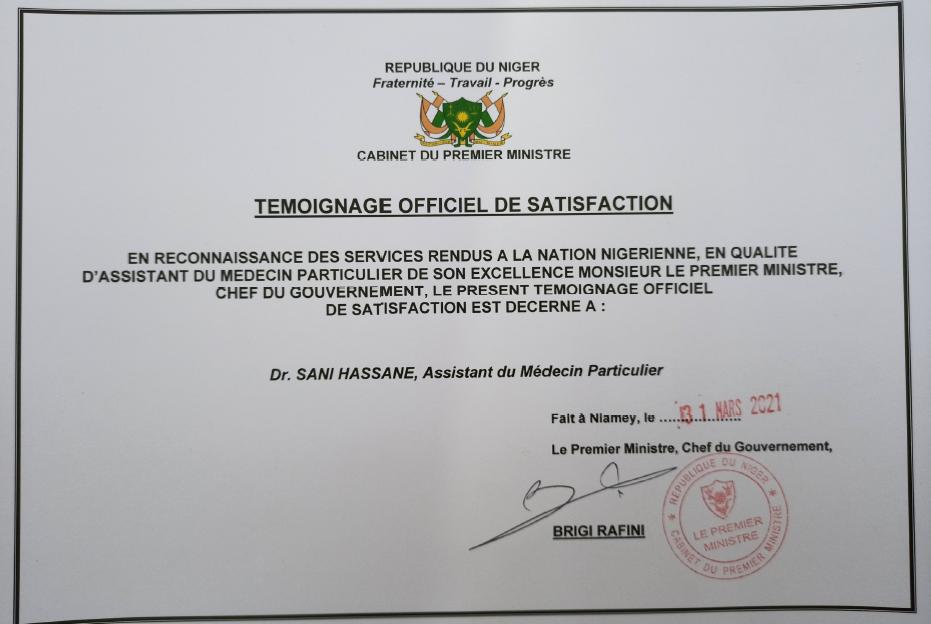 REPUBLIQUE DU NIGER
Fraternité – Travail - Progrès
CABINET DU PREMIER MINISTRE
TEMOIGNAGE OFFICIEL DE SATISFACTION
EN RECONNAISSANCE DES SERVICES RENDUS A LA NATION NIGERIENNE, EN QUALITE
D'ASSISTANT DU MEDECIN PARTICULIER DE SON EXCELLENCE MONSIEUR LE PREMIER MINISTRE,
CHEF DU GOUVERNEMENT, LE PRESENT TEMOIGNAGE OFFICIEL
DE SATISFACTION EST DECERNE A :
Dr. SANI HASSANE, Assistant du Médecin Particulier
Fait à Niamey, le .................. 31 MARS 2021
Le Premier Ministre, Chef du Gouvernement,
BRIGI RAFINI
REPUBLIQUE DU NIGER
LE PREMIER
MINISTRE
CABINET DU PREMIER MINISTRE